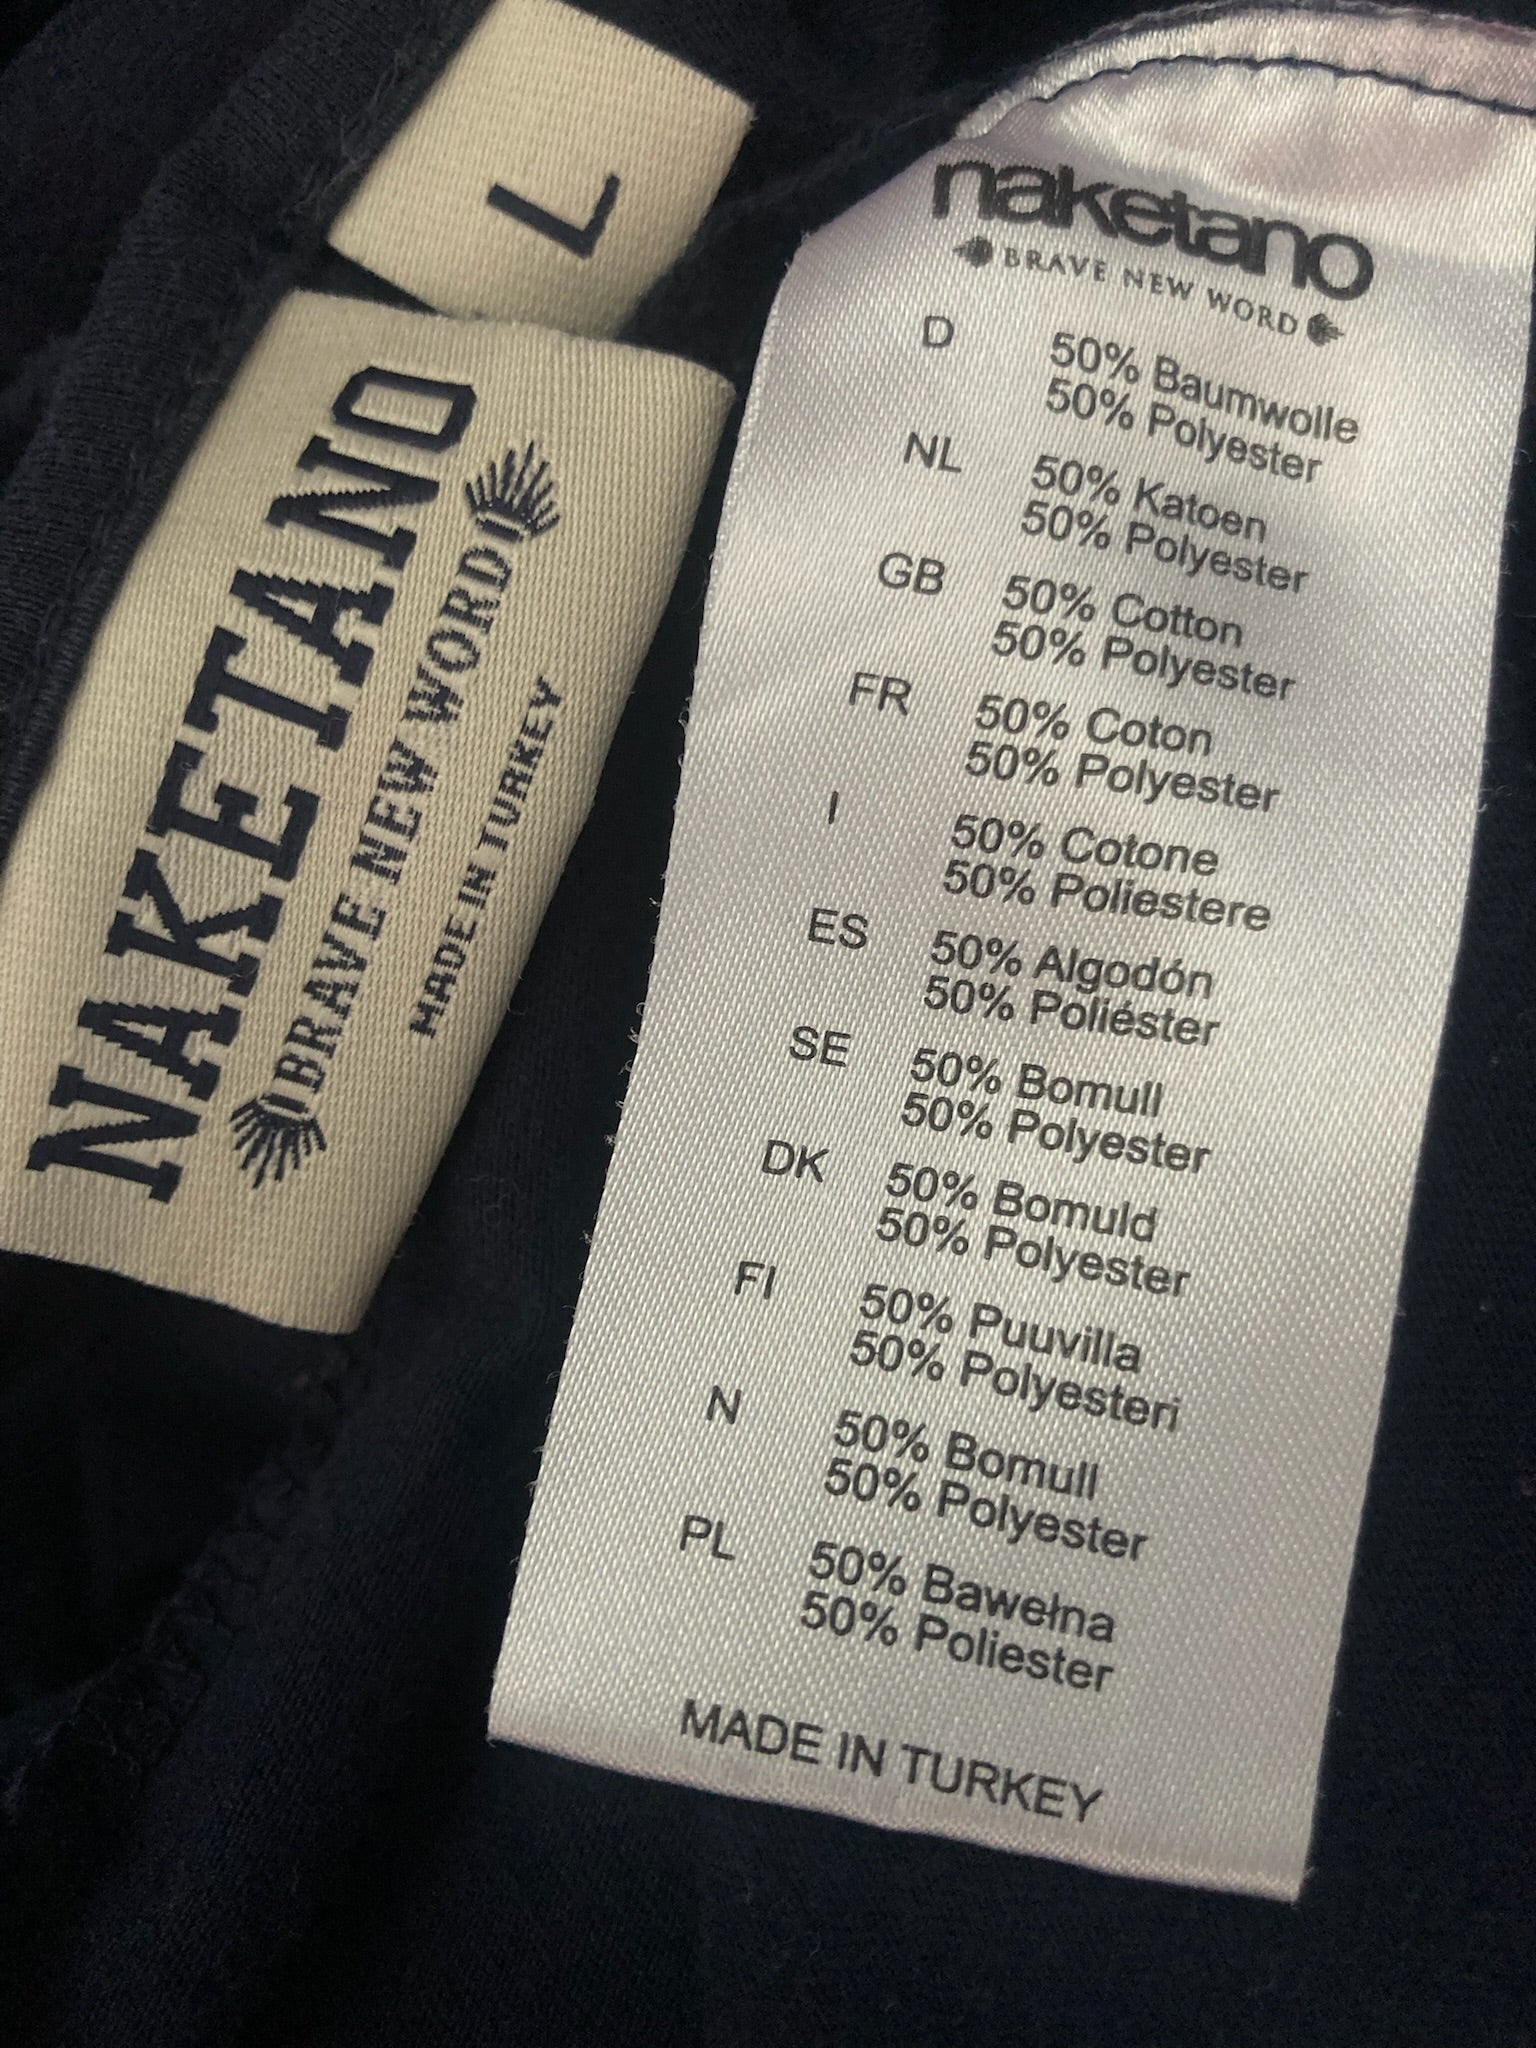 L
NAKETANO
BRAVE NEW WORD
MADE IN TURKEY
naketano
BRAVE NEW WORD
D 50% Baumwolle
50% Polyester
NL 50% Katoen
50% Polyester
GB 50% Cotton
50% Polyester
FR 50% Coton
50% Polyester
I 50% Cotone
50% Poliestere
ES 50% Algodón
50% Poliéster
SE 50% Bomull
50% Polyester
DK 50% Bomuld
50% Polyester
FI 50% Puuvilla
50% Polyesteri
N 50% Bomull
50% Polyester
PL 50% Bawełna
50% Poliester
MADE IN TURKEY